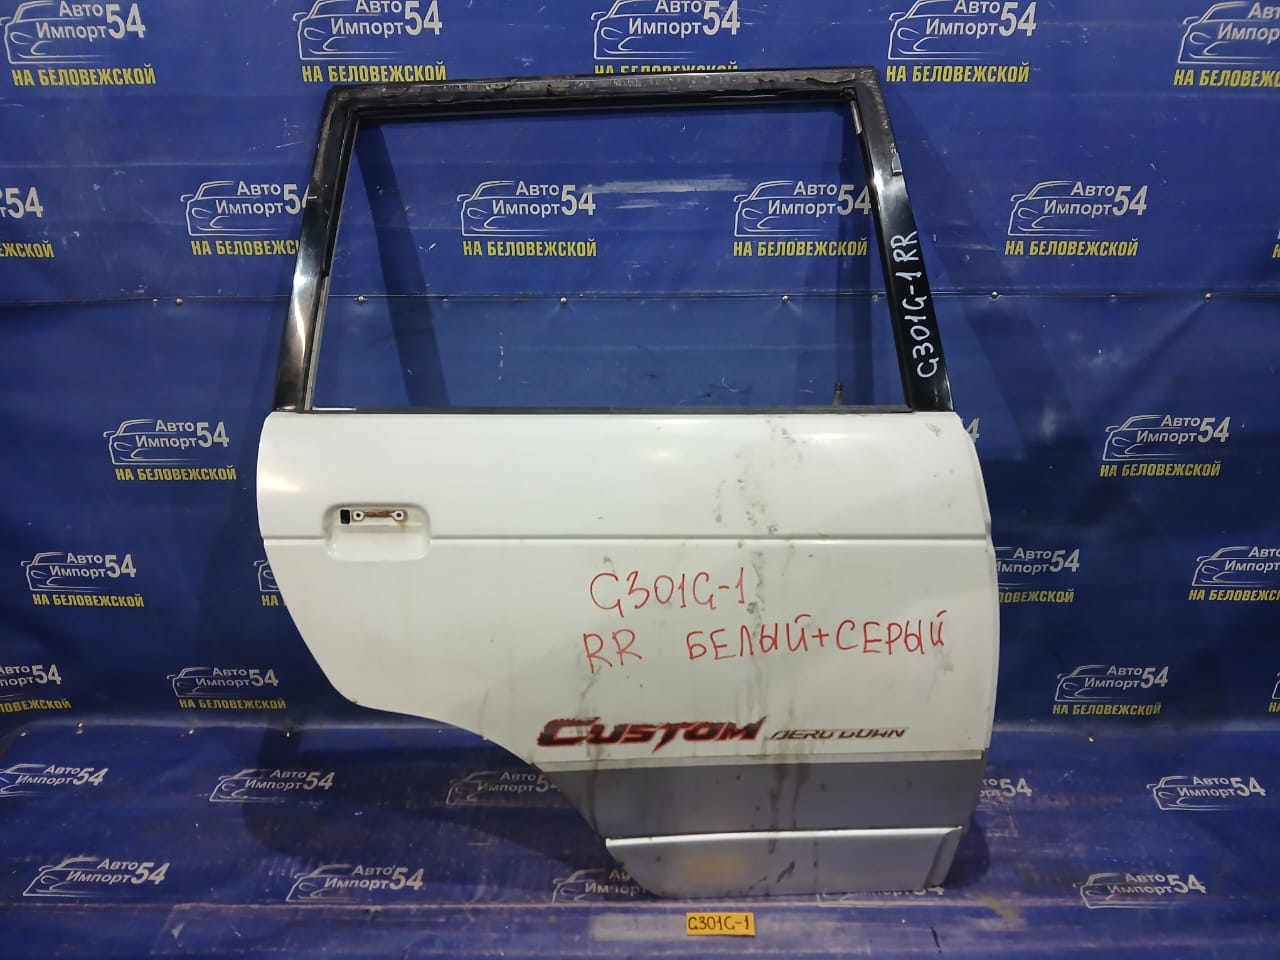 Авто
Импорт54
НА БЕЛОВЕЖСКОЙ
G301G-1 RR
G301G-1
RR БЕЛЫЙ+СЕРЫЙ
CUSTOM AERO DOWN
G301G-1